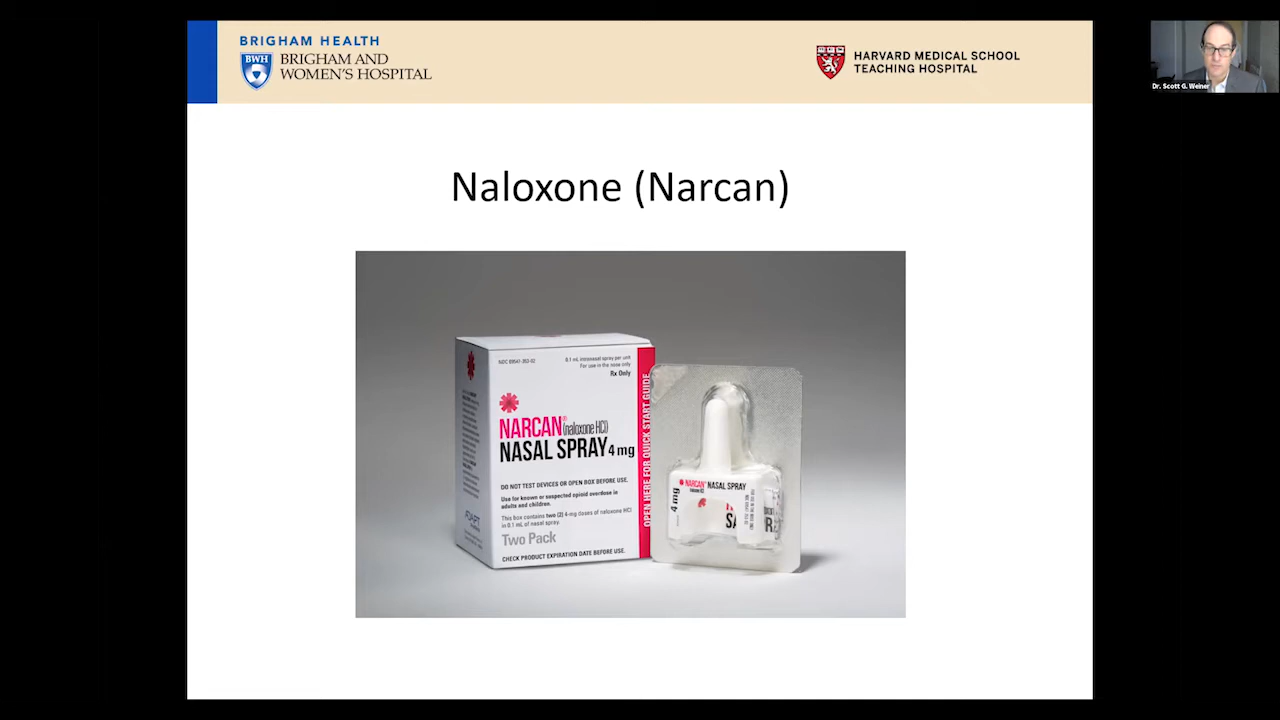 BRIGHAM HEALTH
BWH
BRIGHAM AND
WOMEN'S HOSPITAL
HARVARD MEDICAL SCHOOL
TEACHING HOSPITAL
Dr. Scott G. Weiner
Naloxone (Narcan)
0.1 mL intranasal spray per unit
For use in the nose only
Rx Only
NARCAN® (naloxone HCl)
NASAL SPRAY 4 mg
DO NOT TEST DEVICES OR OPEN BOX BEFORE USE.
Use for known or suspected opioid overdose in
adults and children.
This box contains two (2) 4-mg doses of naloxone HCl
in 0.1 mL of nasal spray.
Two Pack
CHECK PRODUCT EXPIRATION DATE BEFORE USE.
OPEN HERE FOR QUICK START GUIDE
ADAPT
NARCAN® NASAL SPRAY
naloxone HCl
4 mg